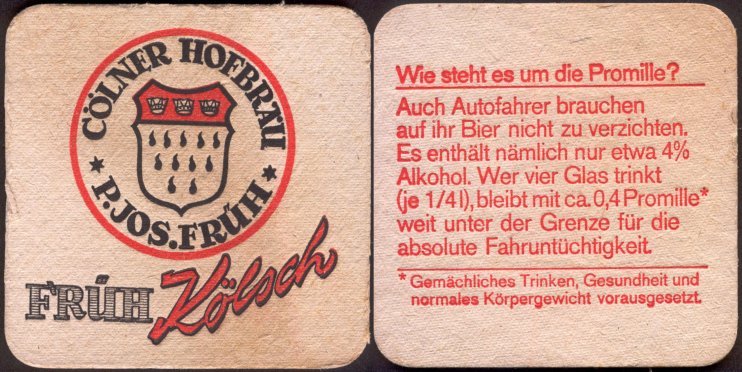 CÖLNER HOFBRÄU
* P. JOS. FRÜH *
FRÜH Kölsch
Wie steht es um die Promille?
Auch Autofahrer brauchen
auf ihr Bier nicht zu verzichten.
Es enthält nämlich nur etwa 4%
Alkohol. Wer vier Glas trinkt
(je 1/4 l), bleibt mit ca. 0,4 Promille*
weit unter der Grenze für die
absolute Fahruntüchtigkeit.
* Gemächliches Trinken, Gesundheit und
normales Körpergewicht vorausgesetzt.